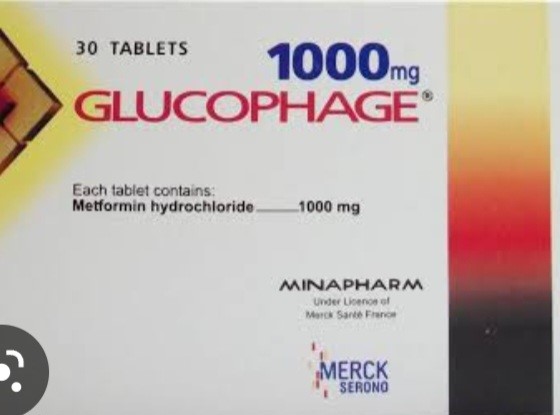 30 TABLETS
1000mg
GLUCOPHAGE®
Each tablet contains:
Metformin hydrochloride ______1000 mg
MINAPHARM
Under Licence of
Merck Santé France
MERCK
SERONO